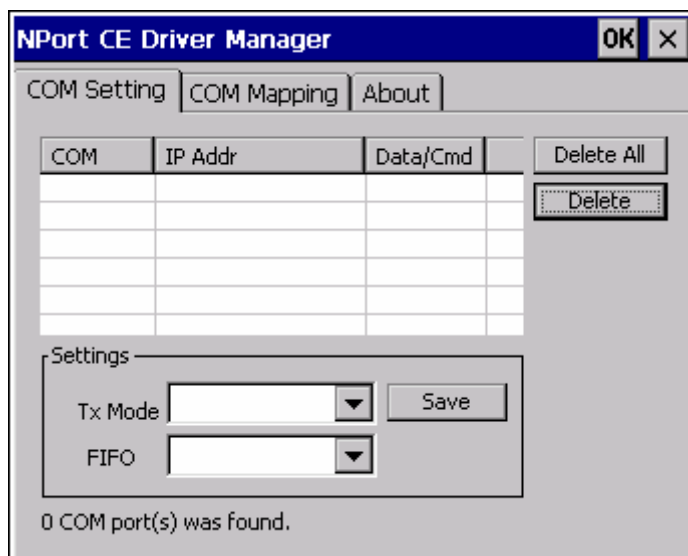 NPort CE Driver Manager OK ×
COM Setting COM Mapping About
COM IP Addr Data/Cmd Delete All
Delete
Settings
Tx Mode Save
FIFO
0 COM port(s) was found.